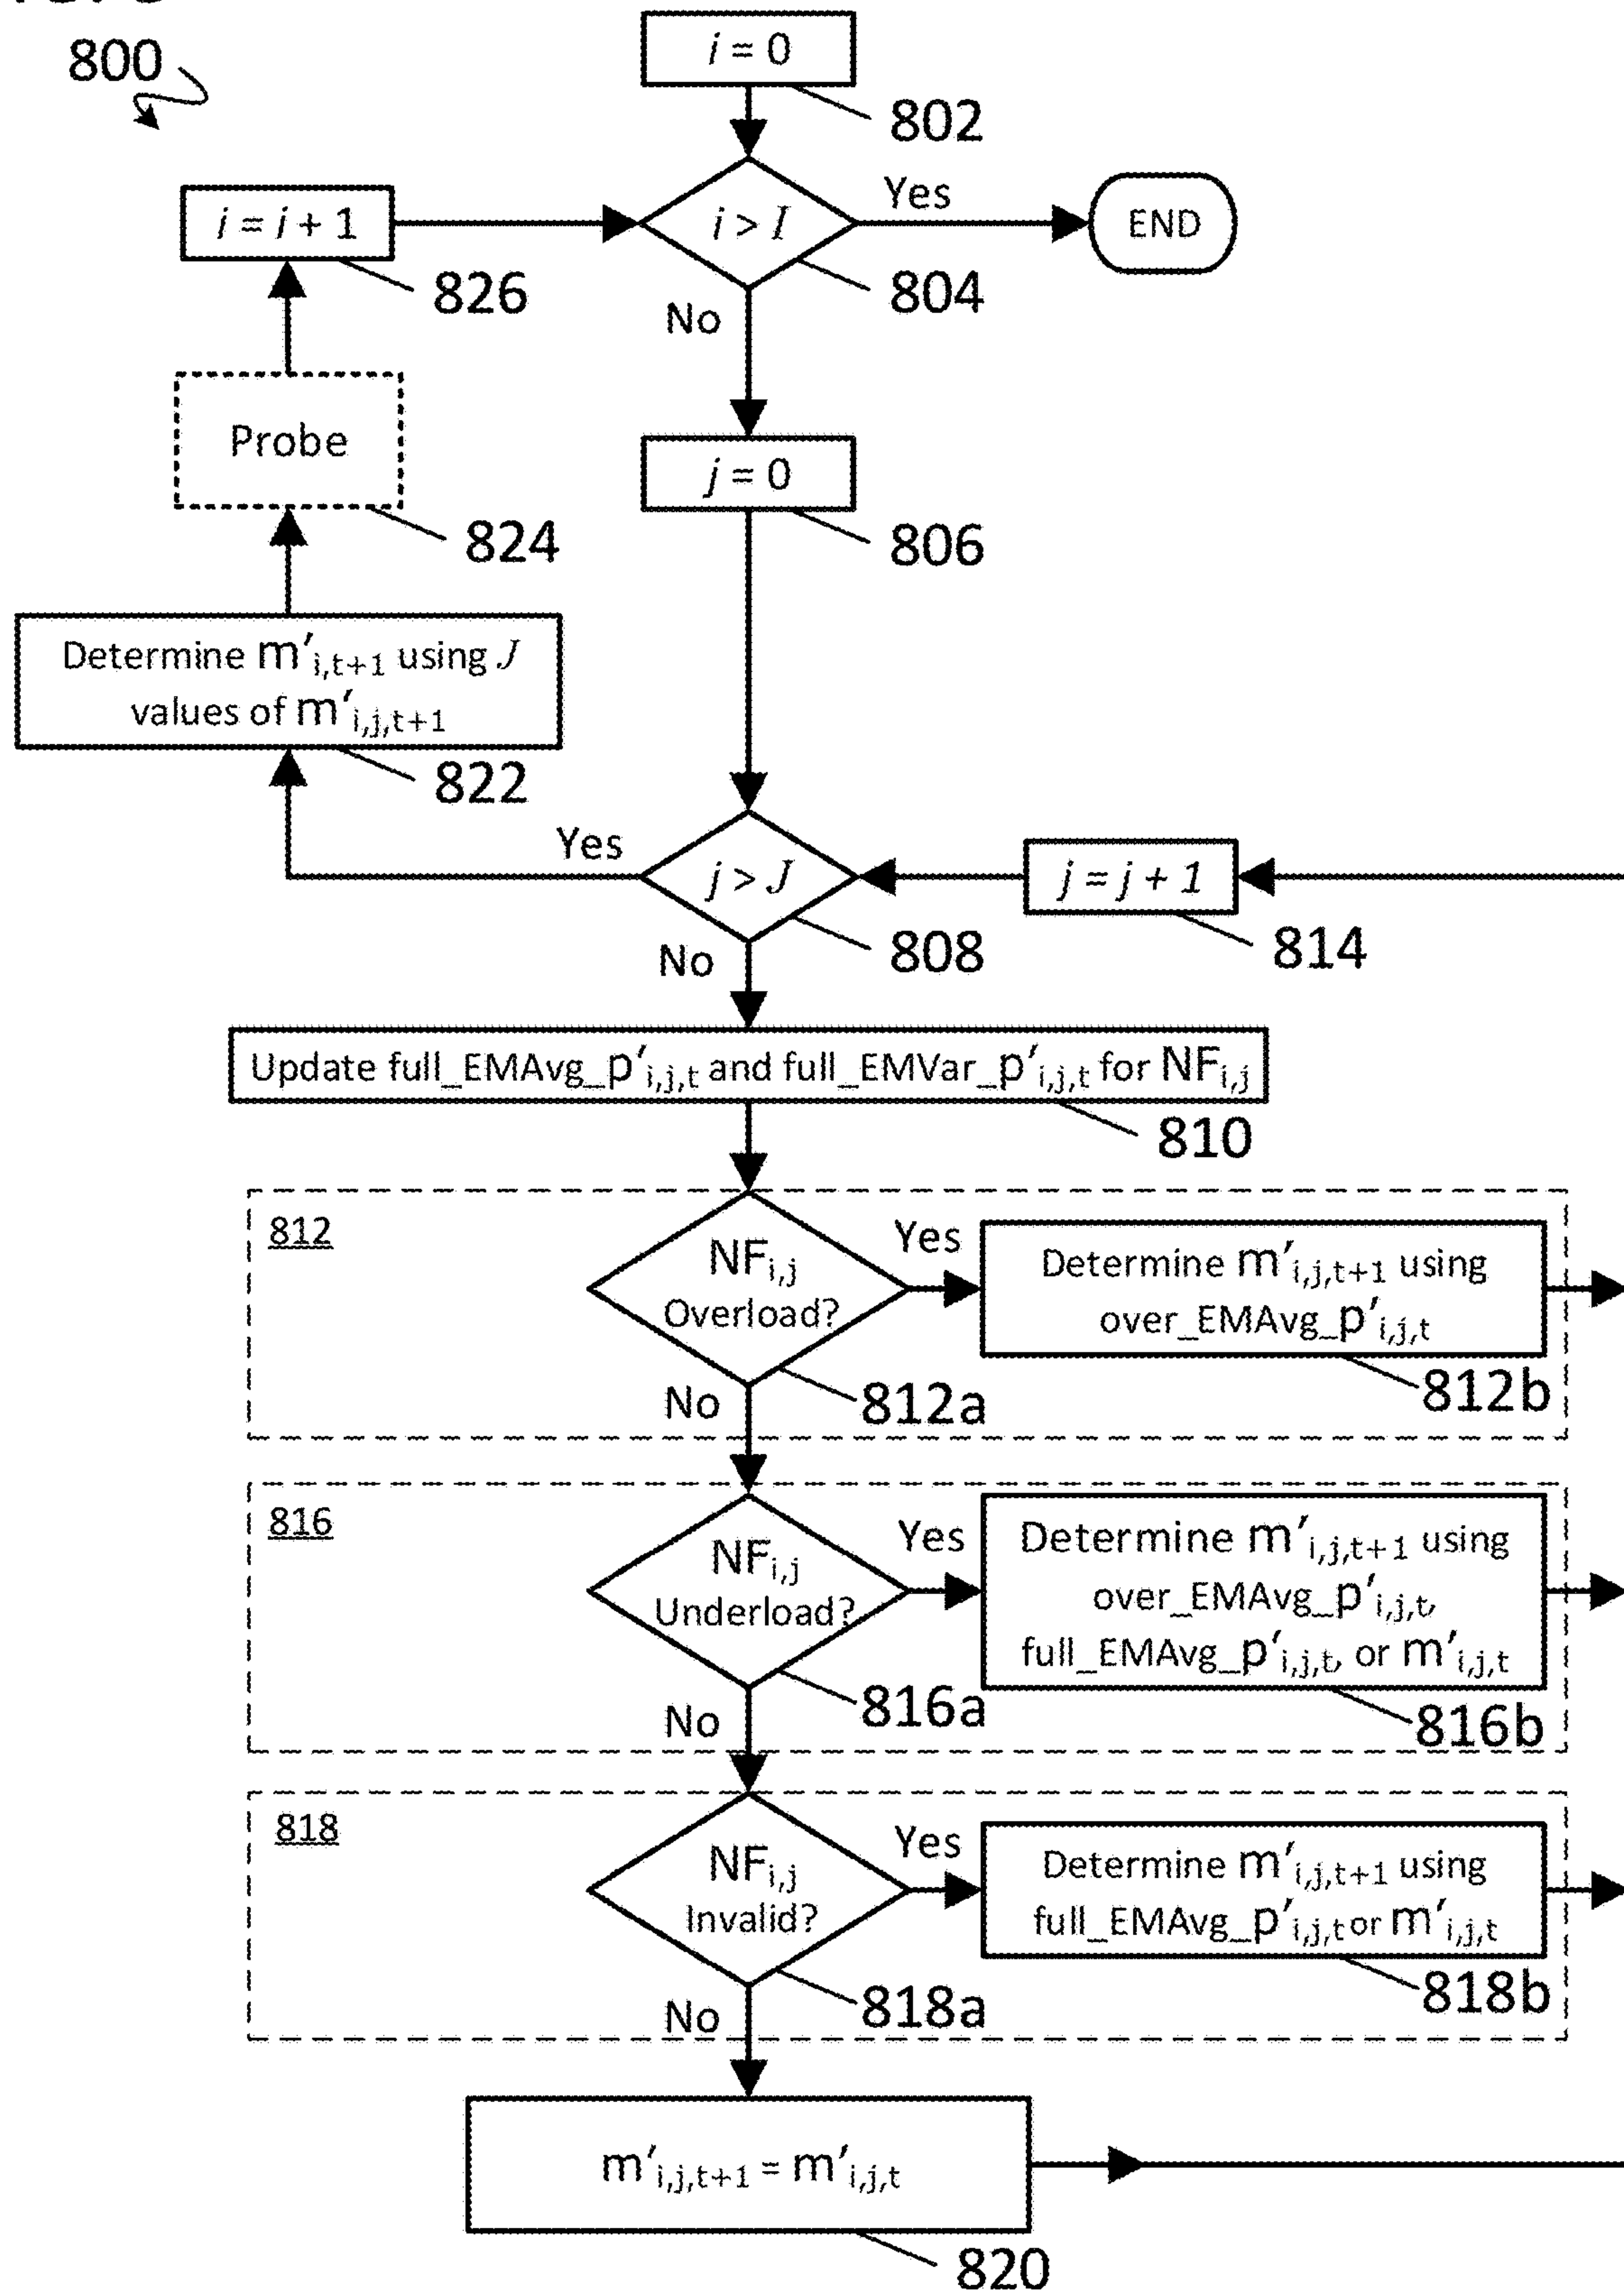 800
i = 0
802
i = i + 1
826
i > I
Yes
END
804
No
Probe
824
j = 0
806
Determine m′i,t+1 using J
values of m′i,j,t+1
822
Yes
j > J
808
No
j = j + 1
814
Update full_EMAvg_p′i,j,t and full_EMVar_p′i,j,t for NFi,j
810
812
NFi,j
Overload?
812a
Yes
No
Determine m′i,j,t+1 using
over_EMAvg_p′i,j,t
812b
816
NFi,j
Underload?
816a
Yes
No
Determine m′i,j,t+1 using
over_EMAvg_p′i,j,t,
full_EMAvg_p′i,j,t, or m′i,j,t
816b
818
NFi,j
Invalid?
818a
Yes
No
Determine m′i,j,t+1 using
full_EMAvg_p′i,j,t or m′i,j,t
818b
m′i,j,t+1 = m′i,j,t
820